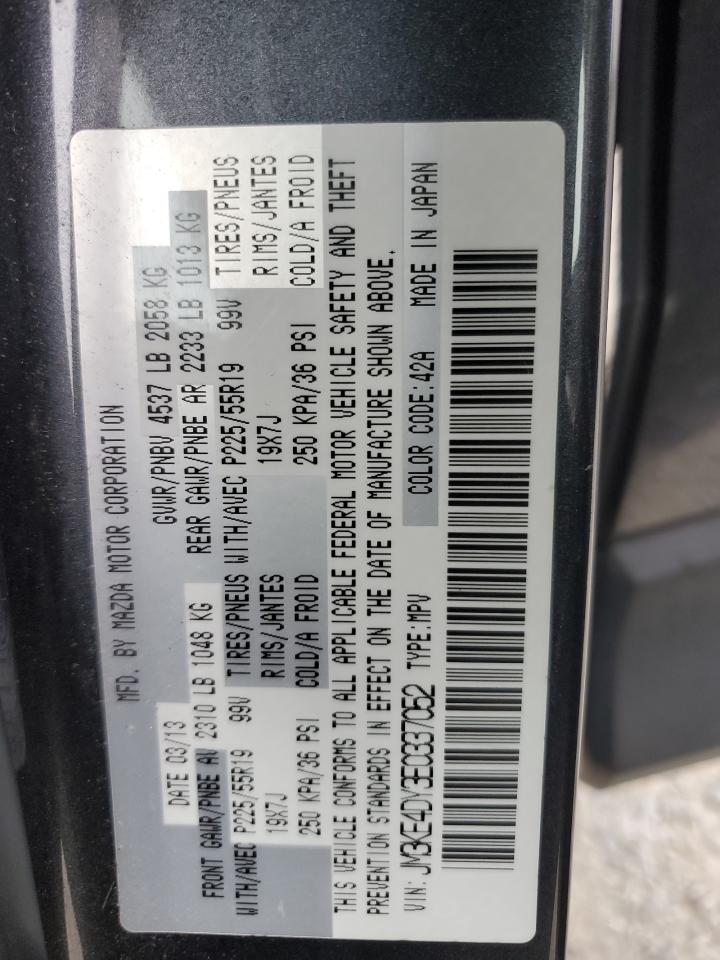 MFD. BY MAZDA MOTOR CORPORATION
DATE 03/13 GVWR/PNBV 4537 LB 2058 KG
FRONT GAWR/PNBE AV 2310 LB 1048 KG REAR GAWR/PNBE AR 2233 LB 1013 KG
WITH/AVEC P225/55R19 99V TIRES/PNEUS WITH/AVEC P225/55R19 99V TIRES/PNEUS
19X7J RIMS/JANTES 19X7J RIMS/JANTES
250 KPA/36 PSI COLD/A FROID 250 KPA/36 PSI COLD/A FROID
THIS VEHICLE CONFORMS TO ALL APPLICABLE FEDERAL MOTOR VEHICLE SAFETY AND THEFT
PREVENTION STANDARDS IN EFFECT ON THE DATE OF MANUFACTURE SHOWN ABOVE.
VIN: JM3KE4DY3E0337052 TYPE:MPV COLOR CODE:42A MADE IN JAPAN